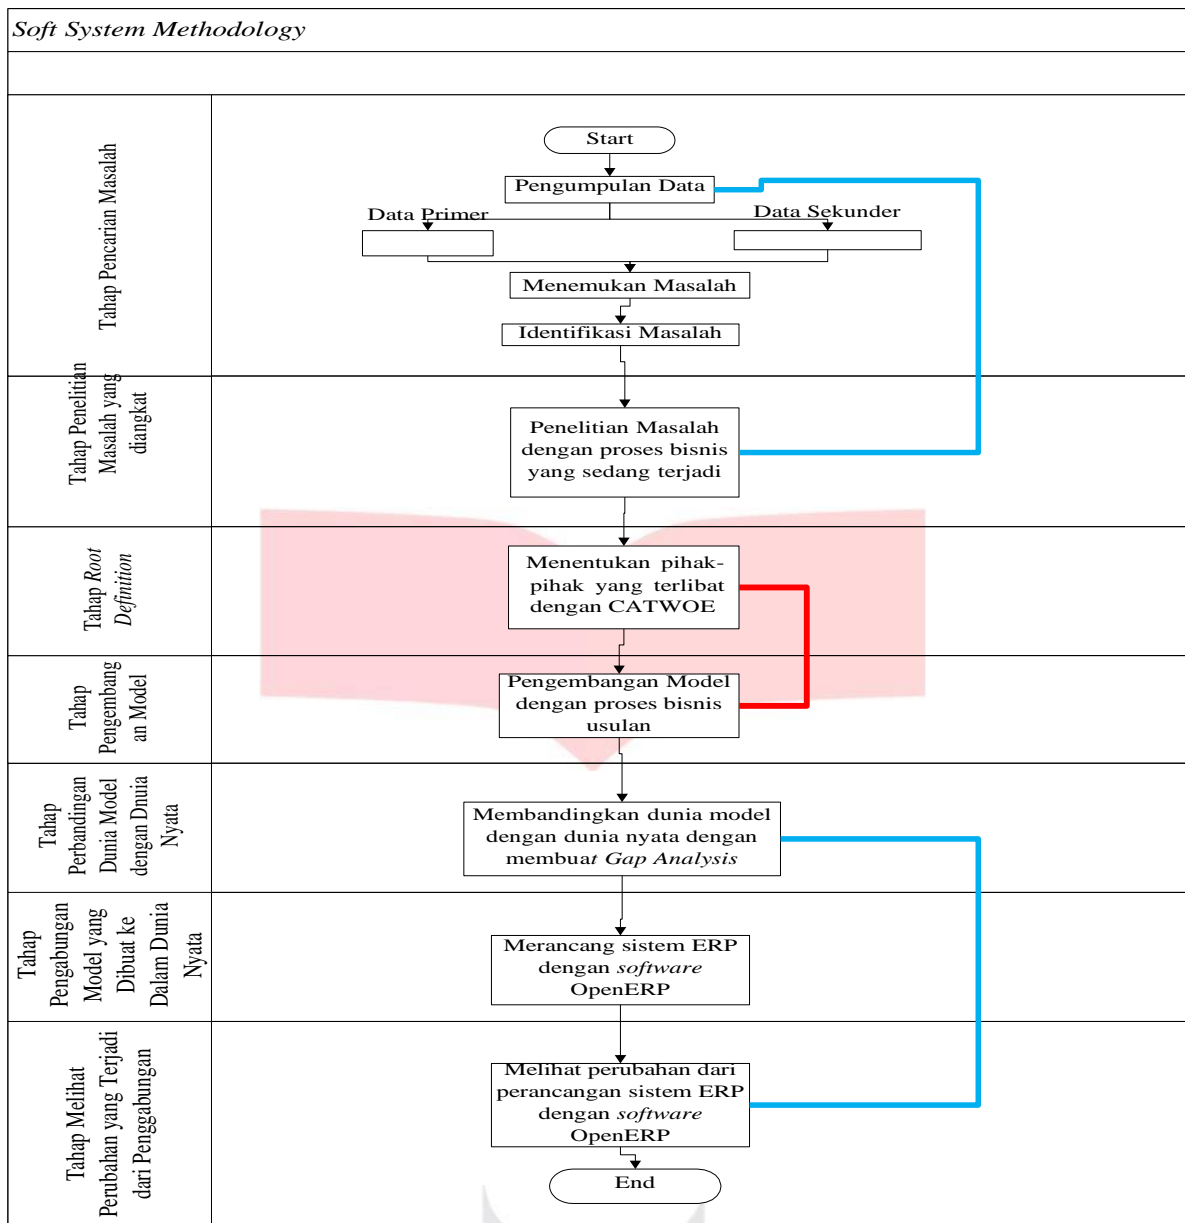 Soft System Methodology
Tahap Pencarian Masalah
Start
Pengumpulan Data
Data Primer
Data Sekunder
Menemukan Masalah
Identifikasi Masalah
Tahap Penelitian
Masalah yang
diangkat
Penelitian Masalah
dengan proses bisnis
yang sedang terjadi
Tahap Root
Definition
Menentukan pihak-
pihak yang terlibat
dengan CATWOE
Tahap
Pengembang
an Model
Pengembangan Model
dengan proses bisnis
usulan
Tahap
Perbandingan
Dunia Model
dengan Dnuia
Nyata
Membandingkan dunia model
dengan dunia nyata dengan
membuat Gap Analysis
Tahap
Pengabungan
Model yang
Dibuat ke
Dalam Dunia
Nyata
Merancang sistem ERP
dengan software
OpenERP
Tahap Melihat
Perubahan yang Terjadi
dari Penggabungan
Melihat perubahan dari
perancangan sistem ERP
dengan software
OpenERP
End